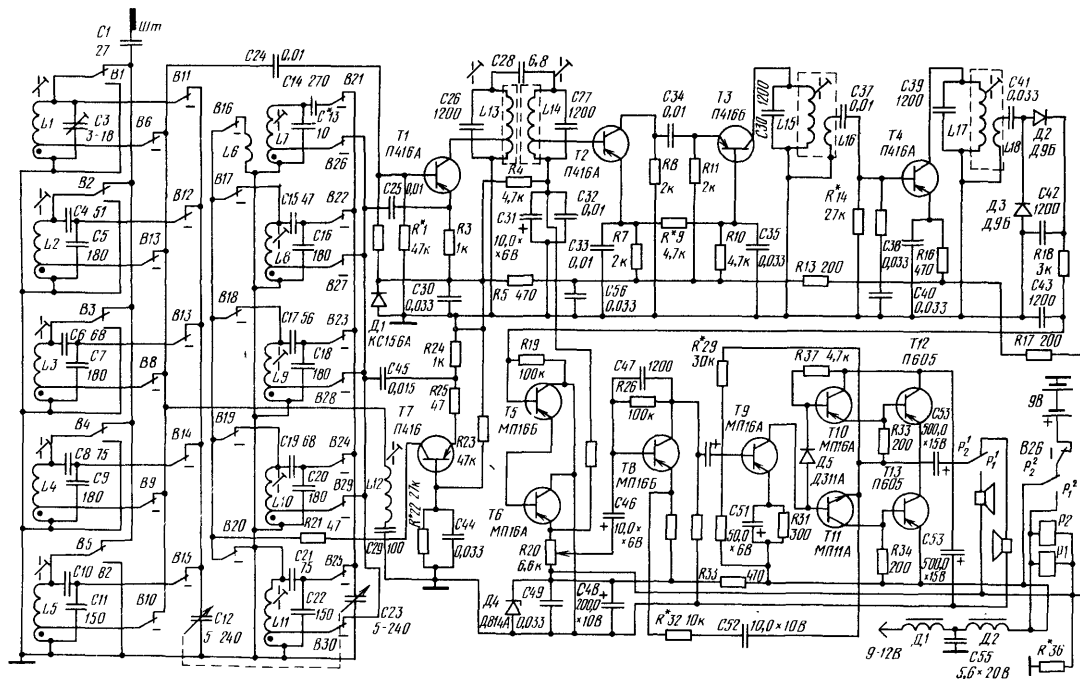 Шт
C1
27
B1
B11
B6
L1
C3
3-18
C24 0,01
B16
L6
C14 270
C*13
10
L7
B21
B26
B2
B12
C4 51
L2
C5
180
B13
B17
C15 47
B22
L8
C16
180
B27
B3
B13
C6 68
L3
C7
180
B8
B18
C17 56
B23
L9
C18
180
B28
B4
B14
C8 75
L4
C9
180
B9
B19
C19 68
B24
L10
C20
180
B29
B5
B15
C10 82
L5
C11
150
B10
B20
R21 47
C21
75
B25
L11
C22
150
B30
C12
5-240
C23
5-240
T1
П416А
C25 0,01
R*1
47к
R3
1к
Д1
КС156А
C30
0,033
C45
0,015
R24
1к
R25
47
T7
П416
R23
47к
L12
C29 100
R*22 27к
C44
0,033
C28 6,8
C26
1200
L13
L14
C27
1200
R4
4,7к
R5 470
C31
10,0×
×6В
C32
0,01
T2
П416А
C34
0,01
R8
2к
R11
2к
C33
0,01
R7
2к
R*9
4,7к
R10
4,7к
C35
0,033
C56
0,033
T3
П416Б
C30
1200
L15
L16
C37
0,01
R*14
27к
R13 200
C38
0,033
T4
П416А
C39
1200
L17
L18
C41
0,033
Д2
Д9Б
Д3
Д9Б
C42
1200
R16
470
C40
0,033
R18
3к
C43
1200
R17 200
R19
100к
T5
МП16Б
T6
МП16А
R20
6,6к
Д4
Д814А
C49
0,033
C48
200,0
×10В
C47 1200
R26
100к
T8
МП16Б
C46
10,0×
×6В
R*29
30к
T9
МП16А
C51
50,0
×6В
R31
300
R33 470
R*32 10к
C52 10,0×10В
R37 4,7к
T10
МП16А
Д5
Д311А
T11
МП11А
T12
П605
R33
200
T13
П605
R34
200
C53
500,0
×15В
C53
500,0
×15В
P₂¹
P₁¹
9В
B26
P₂²
P₁²
P2
P1
9-12В
Д1
Д2
C55
5,6×20В
R*36